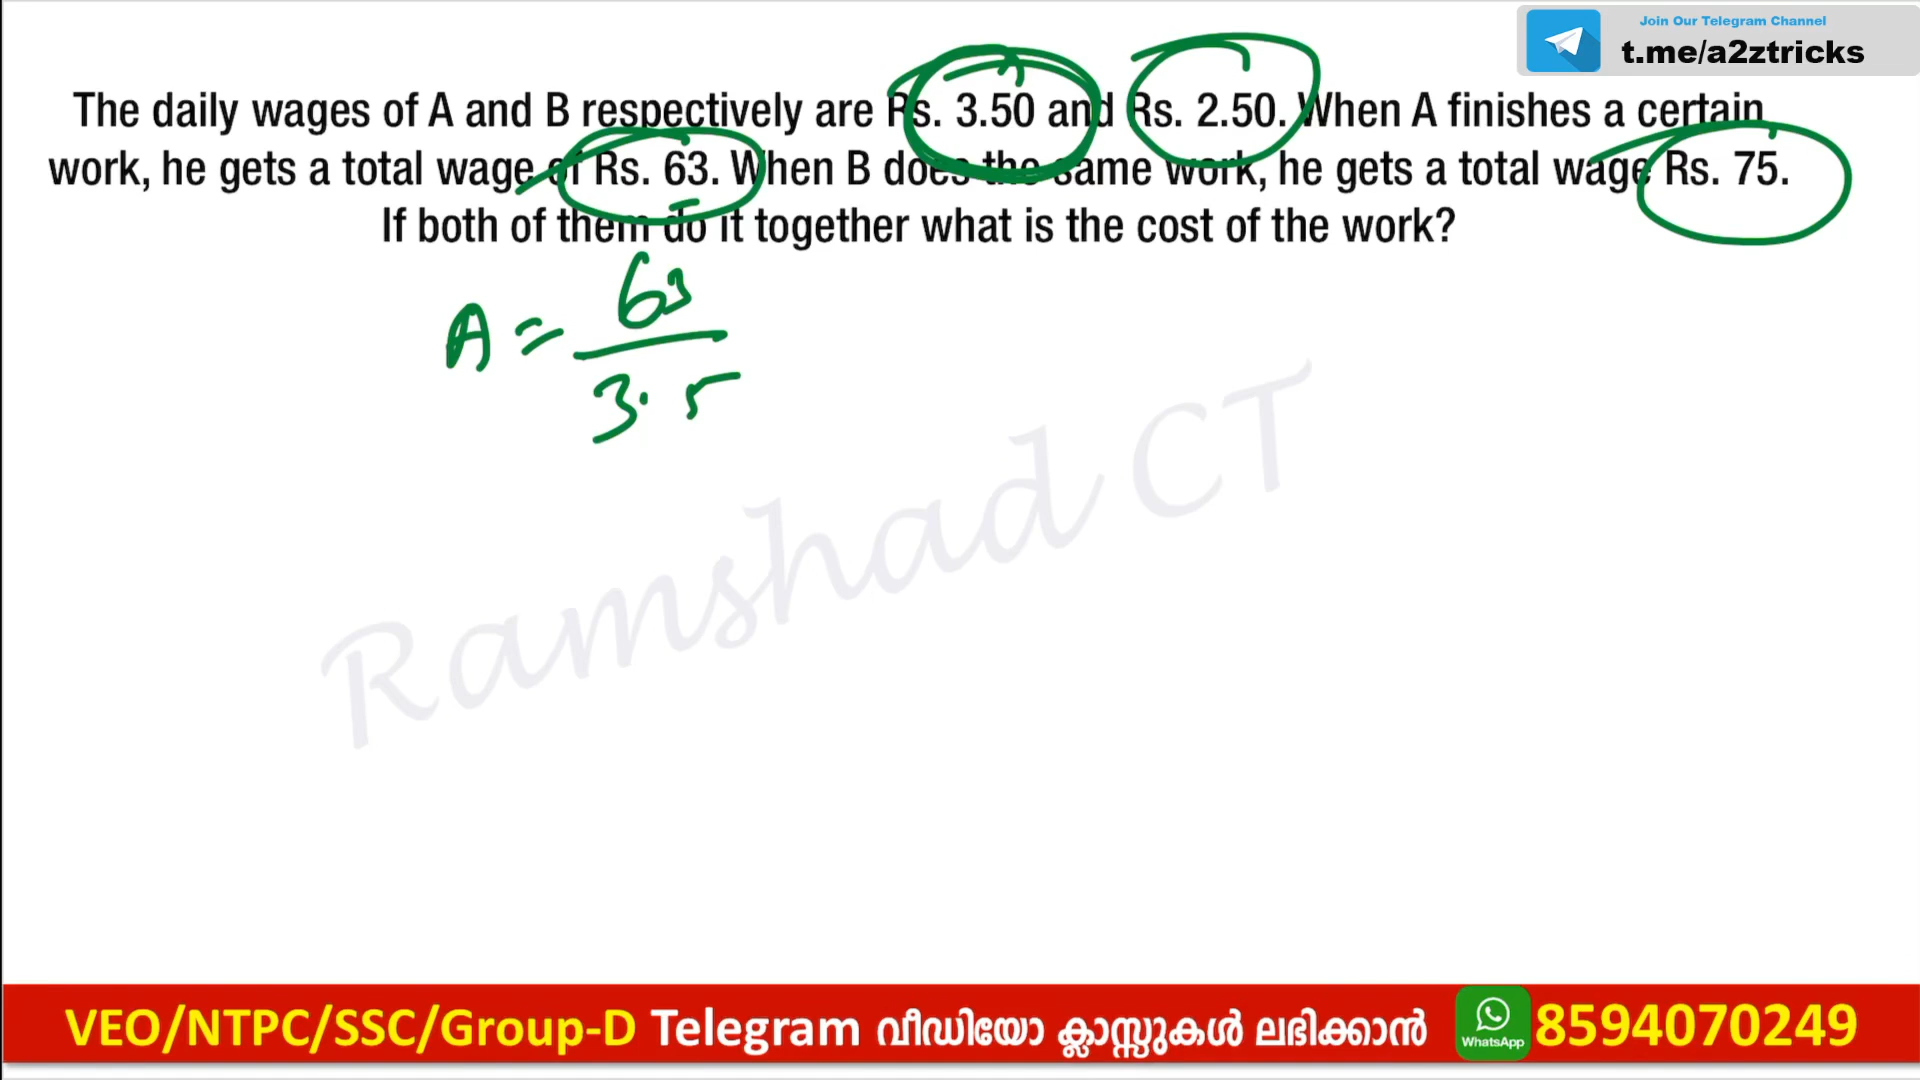 Join Our Telegram Channel
t.me/a2ztricks
The daily wages of A and B respectively are Rs. 3.50 and Rs. 2.50. When A finishes a certain
work, he gets a total wage of Rs. 63. When B does the same work, he gets a total wage Rs. 75.
If both of them do it together what is the cost of the work?
A = 63
3.5
Ramshad CT
VEO/NTPC/SSC/Group-D Telegram വീഡിയോ ക്ലാസ്സുകൾ ലഭിക്കാൻ WhatsApp 8594070249